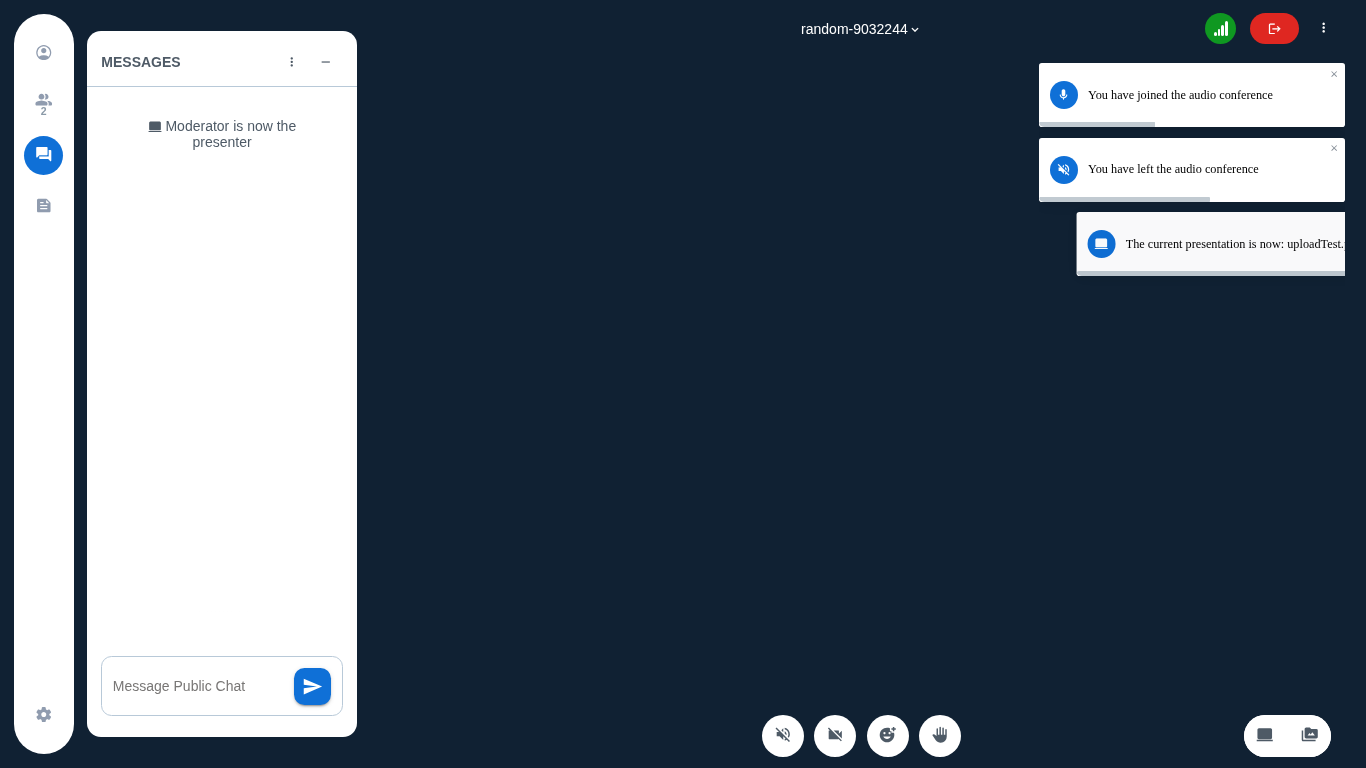 random-9032244
MESSAGES
2
Moderator is now the
presenter
You have joined the audio conference
You have left the audio conference
The current presentation is now: uploadTest.
Message Public Chat